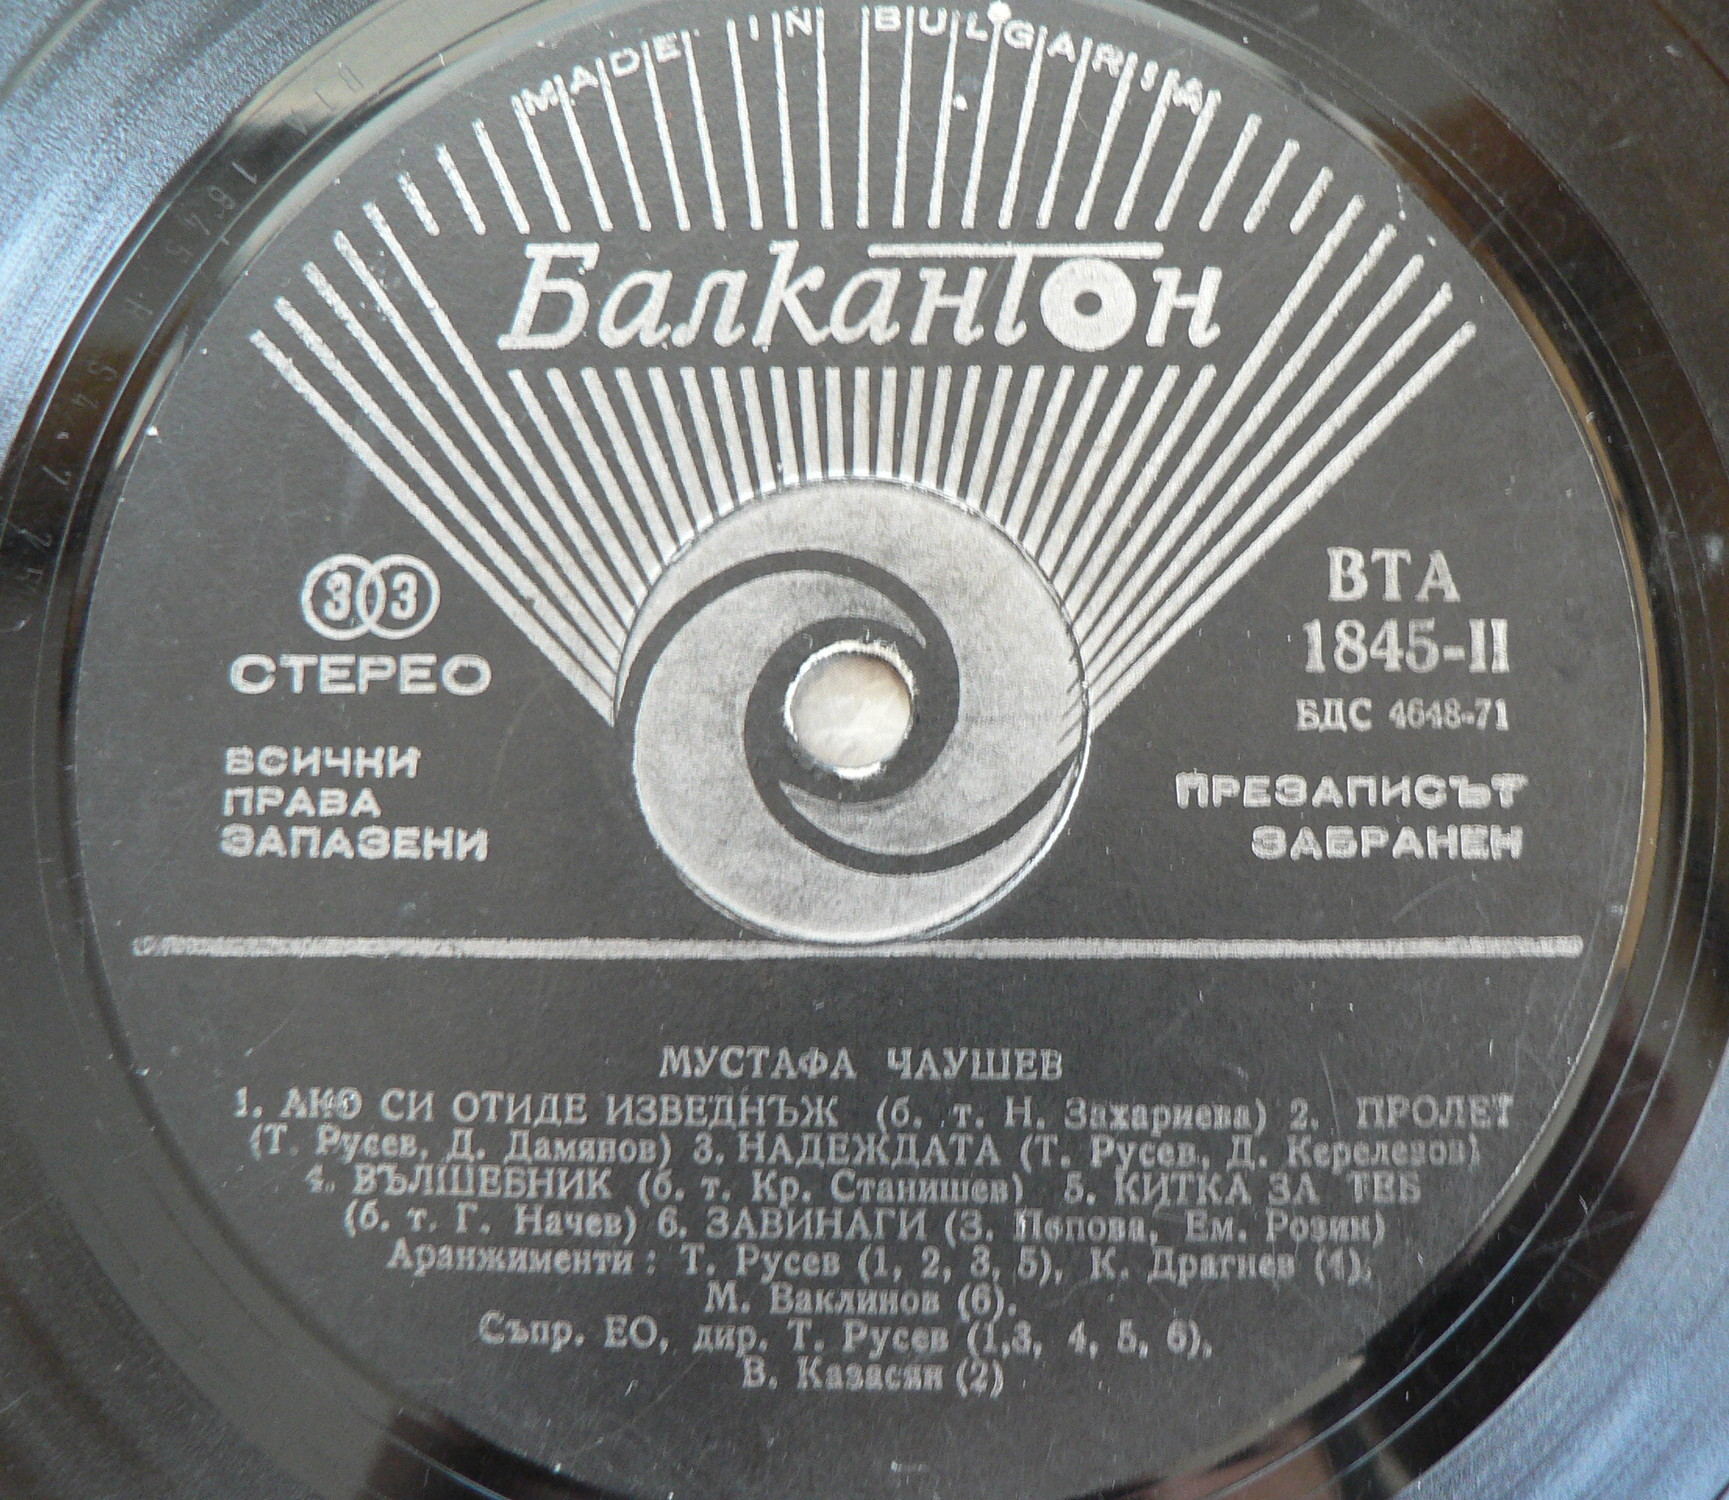 MADE IN BULGARIA
Балкантон
33
СТЕРЕО
ВСИЧКИ
ПРАВА
ЗАПАЗЕНИ
ВТА
1845-II
БДС 4648-71
ПРЕЗАПИСЪТ
ЗАБРАНЕН
МУСТАФА ЧАУШЕВ
1. АКО СИ ОТИДЕ ИЗВЕДНЪЖ (б. т. Н. Захариева) 2. ПРОЛЕТ
(Т. Русев, Д. Дамянов) 3. НАДЕЖДАТА (Т. Русев, Д. Керелезов)
4. ВЪЛШЕБНИК (б. т. Кр. Станишев) 5. КИТКА ЗА ТЕБ
(б. т. Г. Начев) 6. ЗАВИНАГИ (З. Попова, Ем. Розин)
Аранжименти : Т. Русев (1, 2, 3, 5), К. Драгнев (4),
М. Ваклинов (6).
Съпр. ЕО, дир. Т. Русев (1,3, 4, 5, 6),
В. Казасян (2)